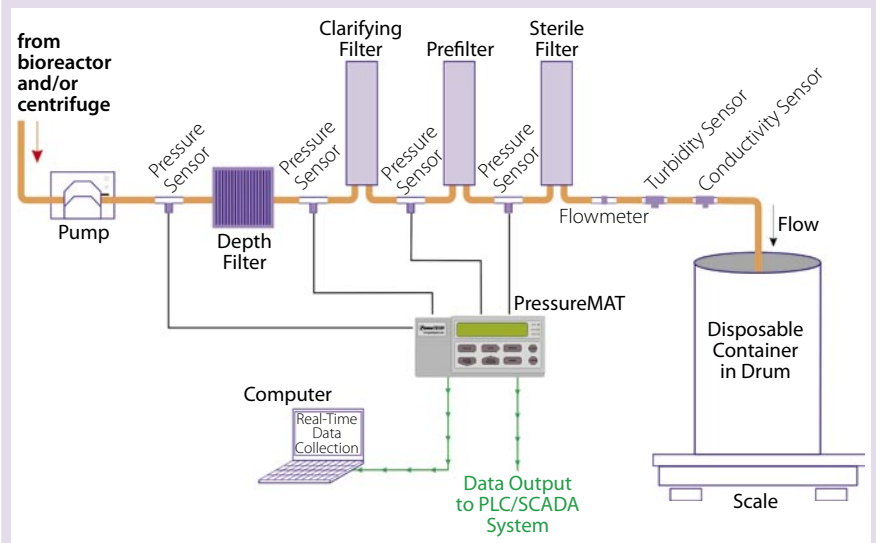 from
bioreactor
and/or
centrifuge
Pump
Pressure
Sensor
Depth
Filter
Pressure
Sensor
Clarifying
Filter
Pressure
Sensor
Prefilter
Pressure
Sensor
Sterile
Filter
Flowmeter
Turbidity Sensor
Conductivity Sensor
Flow
PressureMAT
Disposable
Container
in Drum
Scale
Computer
Real-Time
Data
Collection
Data Output
to PLC/SCADA
System